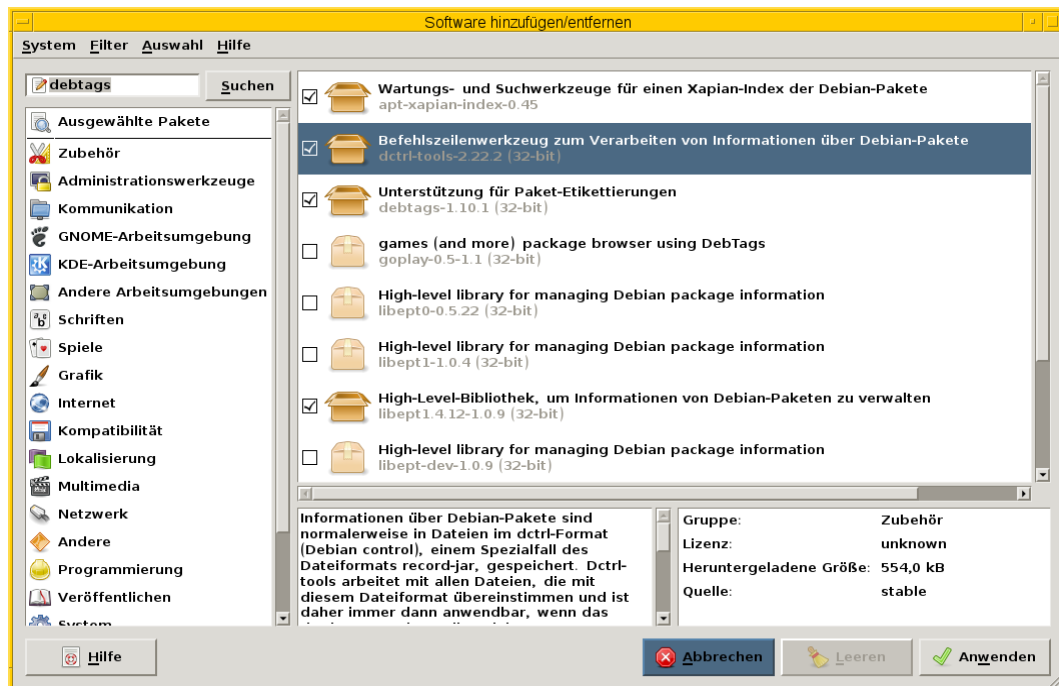 Software hinzufügen/entfernen
System Filter Auswahl Hilfe
debtags
Suchen
Ausgewählte Pakete
Zubehör
Administrationswerkzeuge
Kommunikation
GNOME-Arbeitsumgebung
KDE-Arbeitsumgebung
Andere Arbeitsumgebungen
Schriften
Spiele
Grafik
Internet
Kompatibilität
Lokalisierung
Multimedia
Netzwerk
Andere
Programmierung
Veröffentlichen
System
Wartungs- und Suchwerkzeuge für einen Xapian-Index der Debian-Pakete
apt-xapian-index-0.45
Befehlszeilenwerkzeug zum Verarbeiten von Informationen über Debian-Pakete
dctrl-tools-2.22.2 (32-bit)
Unterstützung für Paket-Etikettierungen
debtags-1.10.1 (32-bit)
games (and more) package browser using DebTags
goplay-0.5-1.1 (32-bit)
High-level library for managing Debian package information
libept0-0.5.22 (32-bit)
High-level library for managing Debian package information
libept1-1.0.4 (32-bit)
High-Level-Bibliothek, um Informationen von Debian-Paketen zu verwalten
libept1.4.12-1.0.9 (32-bit)
High-level library for managing Debian package information
libept-dev-1.0.9 (32-bit)
Informationen über Debian-Pakete sind
normalerweise in Dateien im dctrl-Format
(Debian control), einem Spezialfall des
Dateiformats record-jar, gespeichert. Dctrl-
tools arbeitet mit allen Dateien, die mit
diesem Dateiformat übereinstimmen und ist
daher immer dann anwendbar, wenn das
Gruppe: Zubehör
Lizenz: unknown
Heruntergeladene Größe: 554,0 kB
Quelle: stable
Hilfe
Abbrechen
Leeren
Anwenden